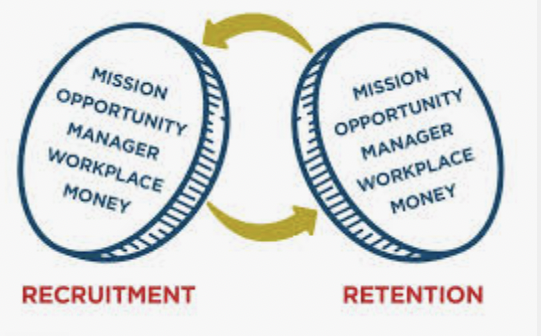 MISSION
OPPORTUNITY
MANAGER
WORKPLACE
MONEY
RECRUITMENT
MISSION
OPPORTUNITY
MANAGER
WORKPLACE
MONEY
RETENTION